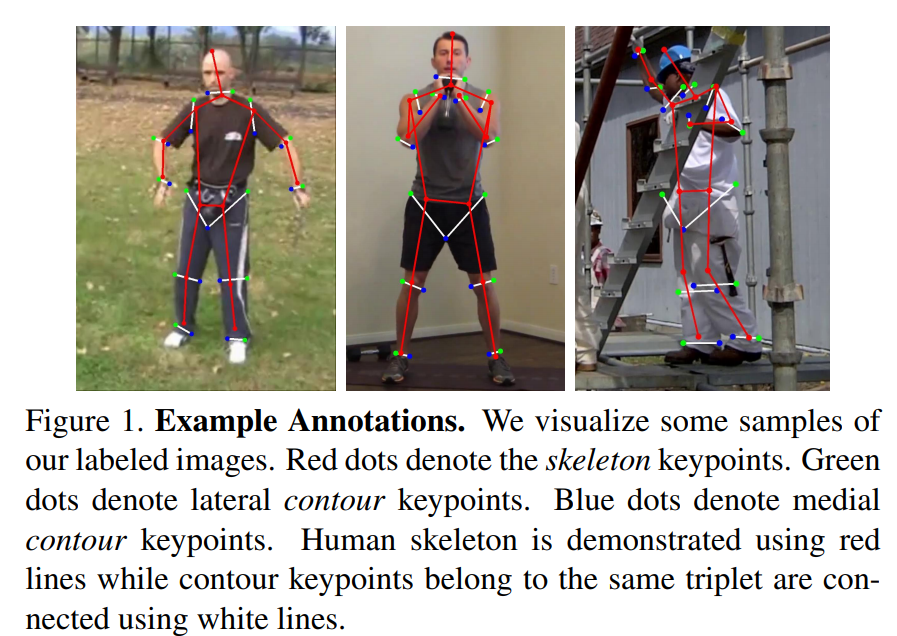 Figure 1. Example Annotations. We visualize some samples of
our labeled images. Red dots denote the skeleton keypoints. Green
dots denote lateral contour keypoints. Blue dots denote medial
contour keypoints. Human skeleton is demonstrated using red
lines while contour keypoints belong to the same triplet are con-
nected using white lines.